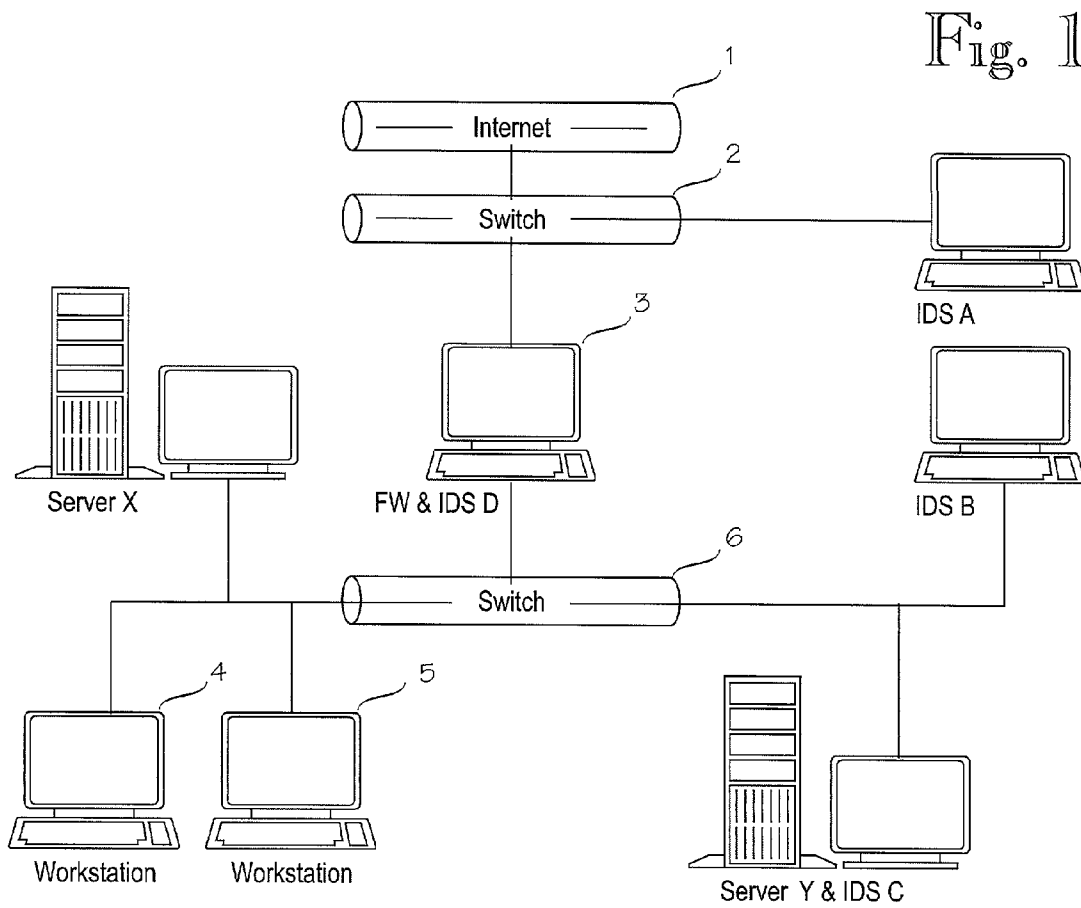 Fig. 1
1
Internet
2
Switch
IDS A
3
Server X
FW & IDS D
IDS B
6
Switch
4
5
Workstation
Workstation
Server Y & IDS C